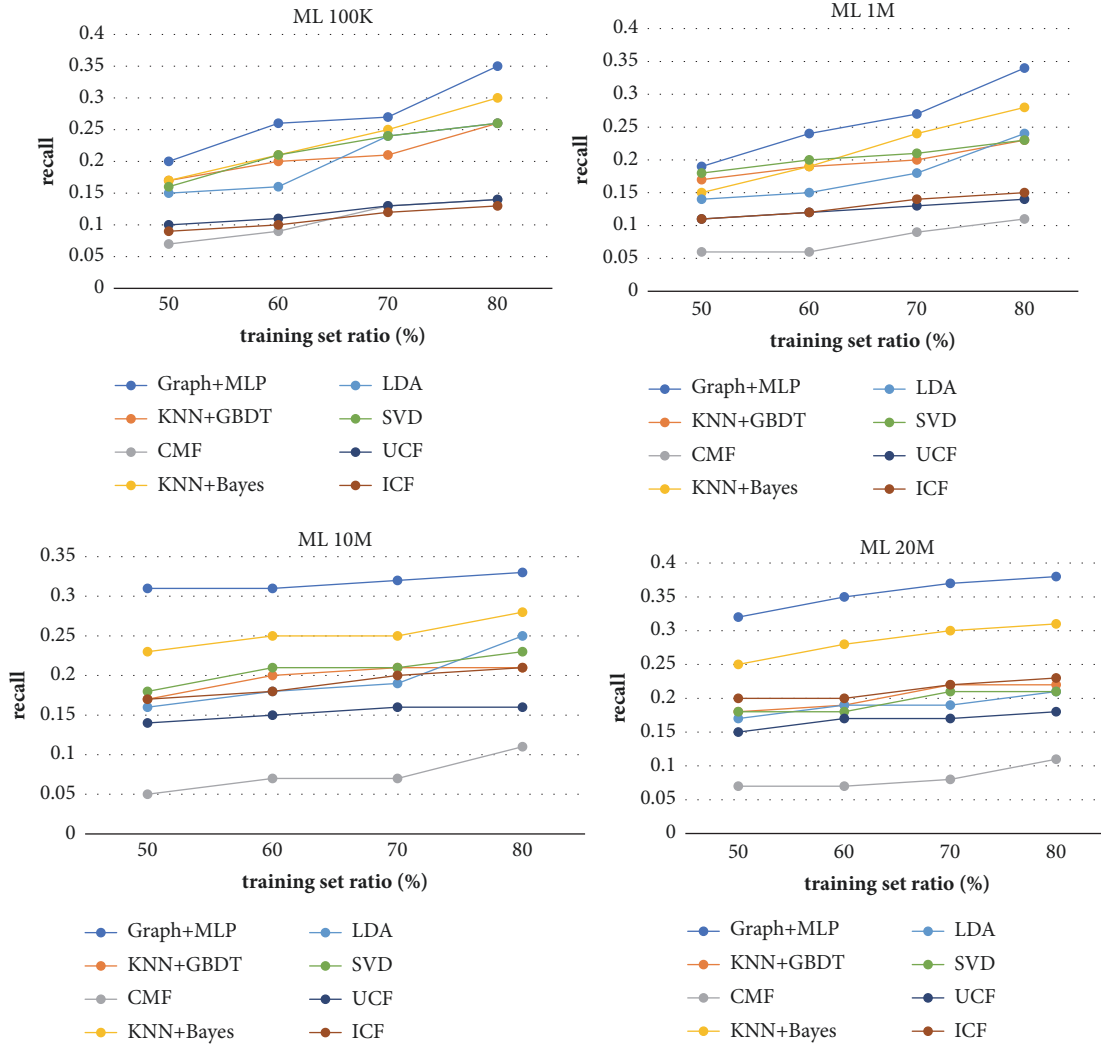 ML 100K
0.4
0.35
0.3
0.25
0.2
0.15
0.1
0.05
0
recall
50 60 70 80
training set ratio (%)
Graph+MLP LDA
KNN+GBDT SVD
CMF UCF
KNN+Bayes ICF
ML 1M
0.4
0.35
0.3
0.25
0.2
0.15
0.1
0.05
0
recall
50 60 70 80
training set ratio (%)
Graph+MLP LDA
KNN+GBDT SVD
CMF UCF
KNN+Bayes ICF
ML 10M
0.35
0.3
0.25
0.2
0.15
0.1
0.05
0
recall
50 60 70 80
training set ratio (%)
Graph+MLP LDA
KNN+GBDT SVD
CMF UCF
KNN+Bayes ICF
ML 20M
0.4
0.35
0.3
0.25
0.2
0.15
0.1
0.05
0
recall
50 60 70 80
training set ratio (%)
Graph+MLP LDA
KNN+GBDT SVD
CMF UCF
KNN+Bayes ICF